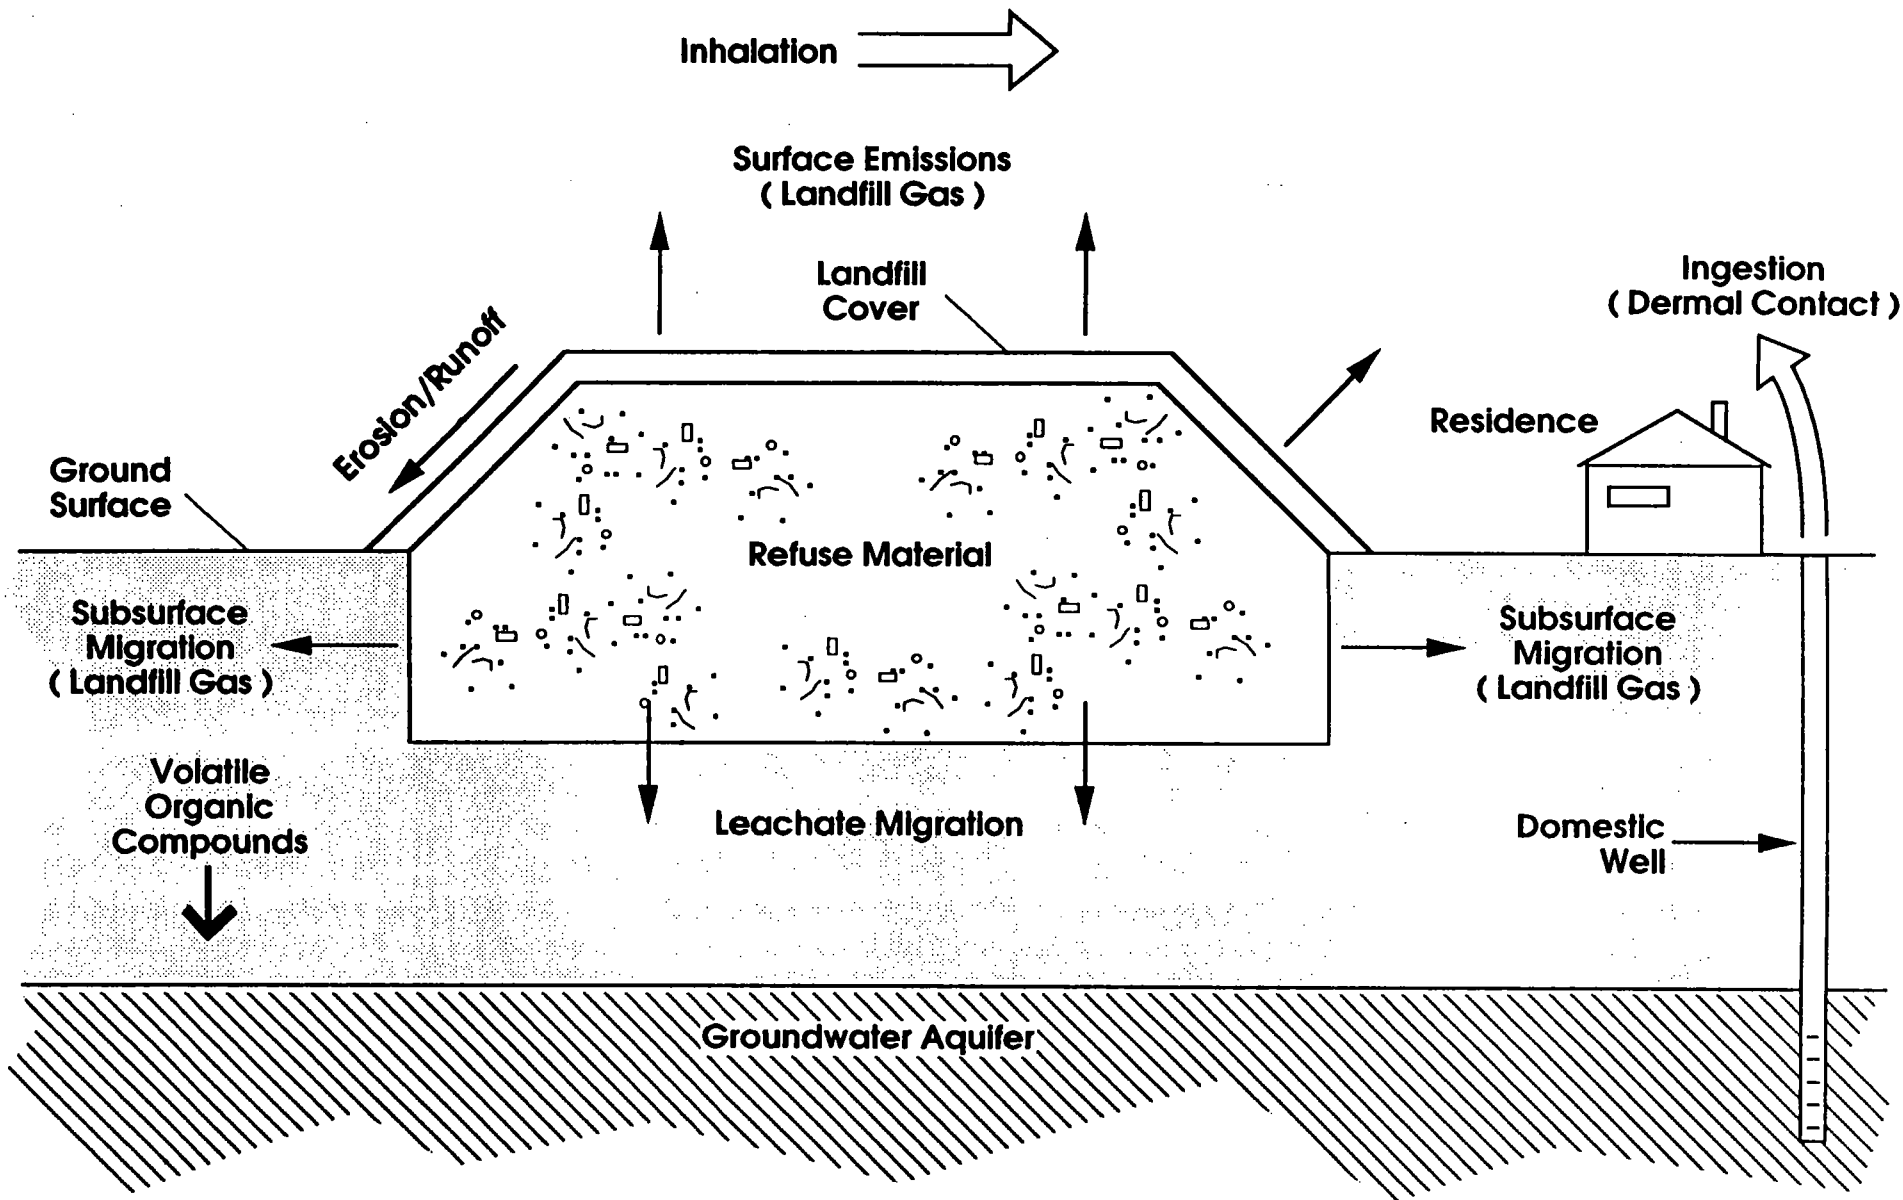 Inhalation
Surface Emissions
( Landfill Gas )
Landfill
Cover
Ingestion
( Dermal Contact )
Erosion/Runoff
Residence
Ground
Surface
Refuse Material
Subsurface
Migration
( Landfill Gas )
Subsurface
Migration
( Landfill Gas )
Volatile
Organic
Compounds
Leachate Migration
Domestic
Well
Groundwater Aquifer